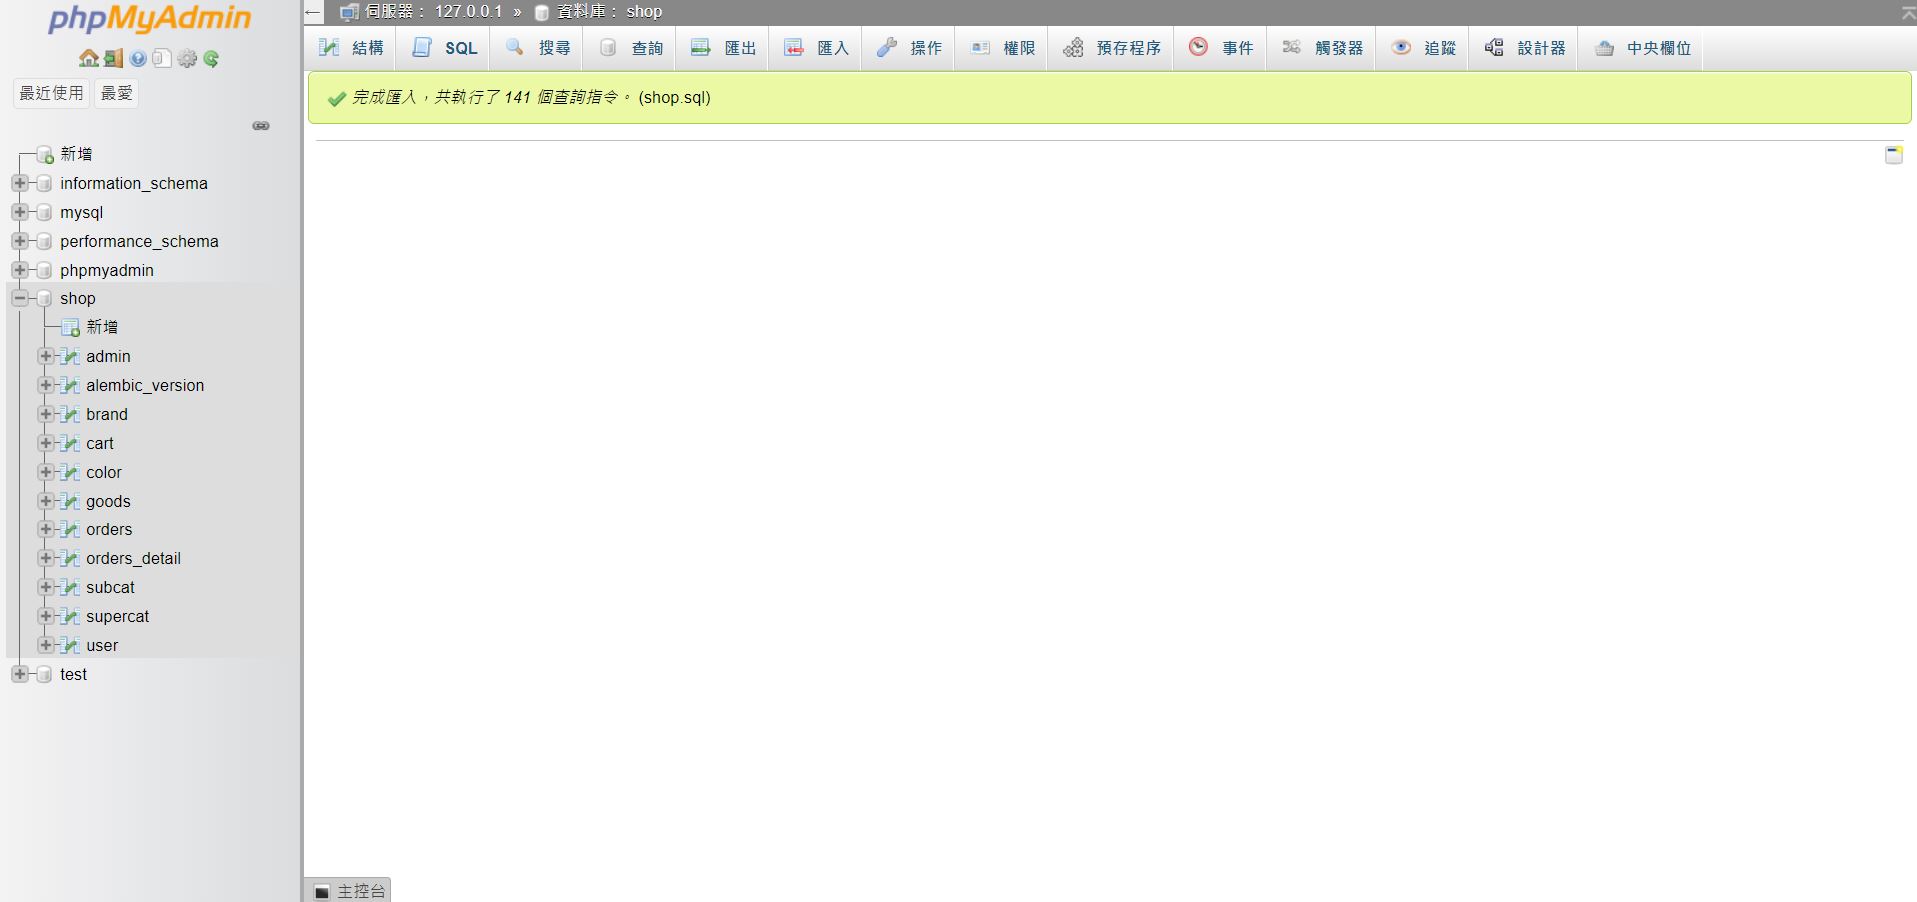 phpMyAdmin
最近使用 最愛
新增
information_schema
mysql
performance_schema
phpmyadmin
shop
新增
admin
alembic_version
brand
cart
color
goods
orders
orders_detail
subcat
supercat
user
test
伺服器： 127.0.0.1 » 資料庫： shop
結構 SQL 搜尋 查詢 匯出 匯入 操作 權限 預存程序 事件 觸發器 追蹤 設計器 中央欄位
完成匯入，共執行了 141 個查詢指令。 (shop.sql)
主控台